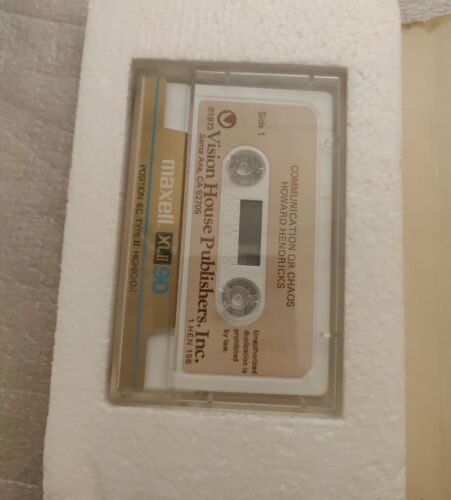 COMMUNICATION OR CHAOS
HOWARD HENDRICKS
Side 1
Unauthorized
duplication is
prohibited
by law.
℗1973
Vision House Publishers, Inc.
Santa Ana, CA 92705
1 HEN 156
maxell XLII 90
POSITION·IEC TYPE II·HIGH(CrO₂)